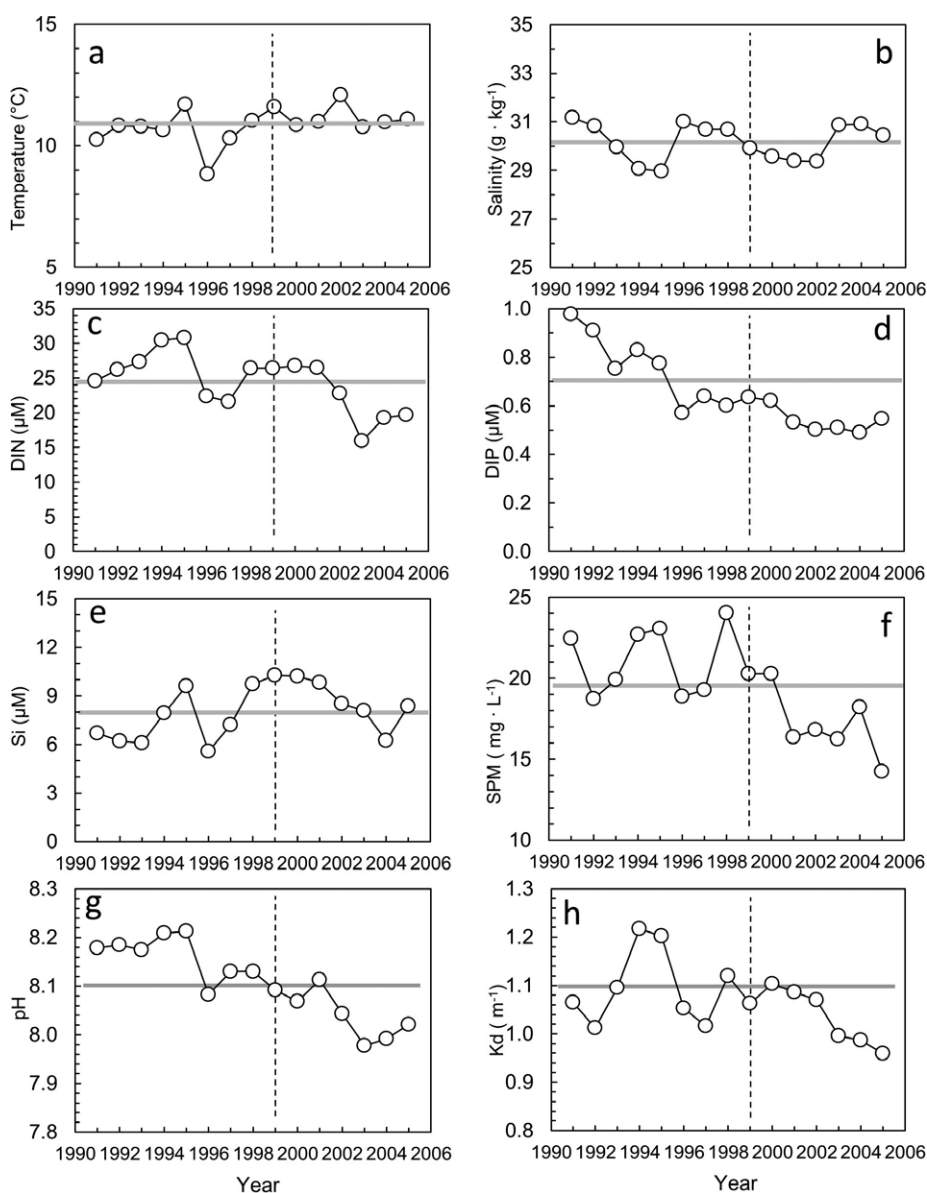 a
Temperature (°C)
15
10
5
1990 1992 1994 1996 1998 2000 2002 2004 2006
b
Salinity (g · kg-1)
35
33
31
29
27
25
1990 1992 1994 1996 1998 2000 2002 2004 2006
c
DIN (µM)
35
30
25
20
15
10
5
0
1990 1992 1994 1996 1998 2000 2002 2004 2006
d
DIP (µM)
1.0
0.8
0.6
0.4
0.2
0.0
1990 1992 1994 1996 1998 2000 2002 2004 2006
e
Si (µM)
15
12
9
6
3
0
1990 1992 1994 1996 1998 2000 2002 2004 2006
f
SPM ( mg · L-1)
25
20
15
10
1990 1992 1994 1996 1998 2000 2002 2004 2006
g
pH
8.3
8.2
8.1
8.0
7.9
7.8
1990 1992 1994 1996 1998 2000 2002 2004 2006
Year
h
Kd ( m-1)
1.3
1.2
1.1
1.0
0.9
0.8
1990 1992 1994 1996 1998 2000 2002 2004 2006
Year